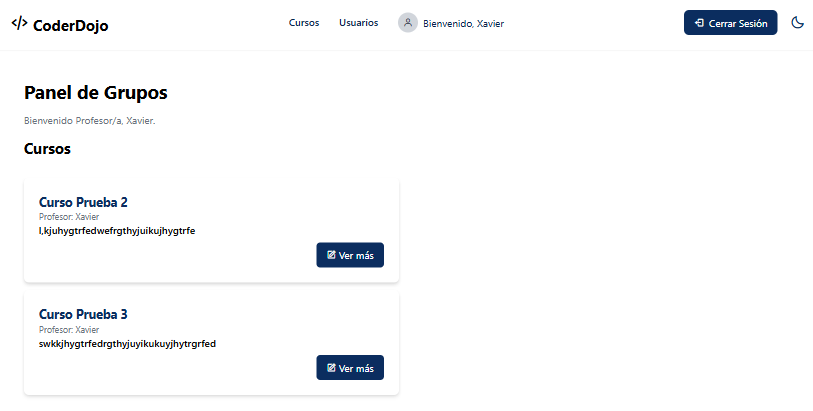 </> CoderDojo Cursos Usuarios Bienvenido, Xavier Cerrar Sesión
Panel de Grupos
Bienvenido Profesor/a, Xavier.
Cursos
Curso Prueba 2
Profesor: Xavier
l,kjuhygtrfedwefrgthyjuikujhygtrfe
Ver más
Curso Prueba 3
Profesor: Xavier
swkkjhygtrfedrgthyjuyikukuyjhytrgrfed
Ver más